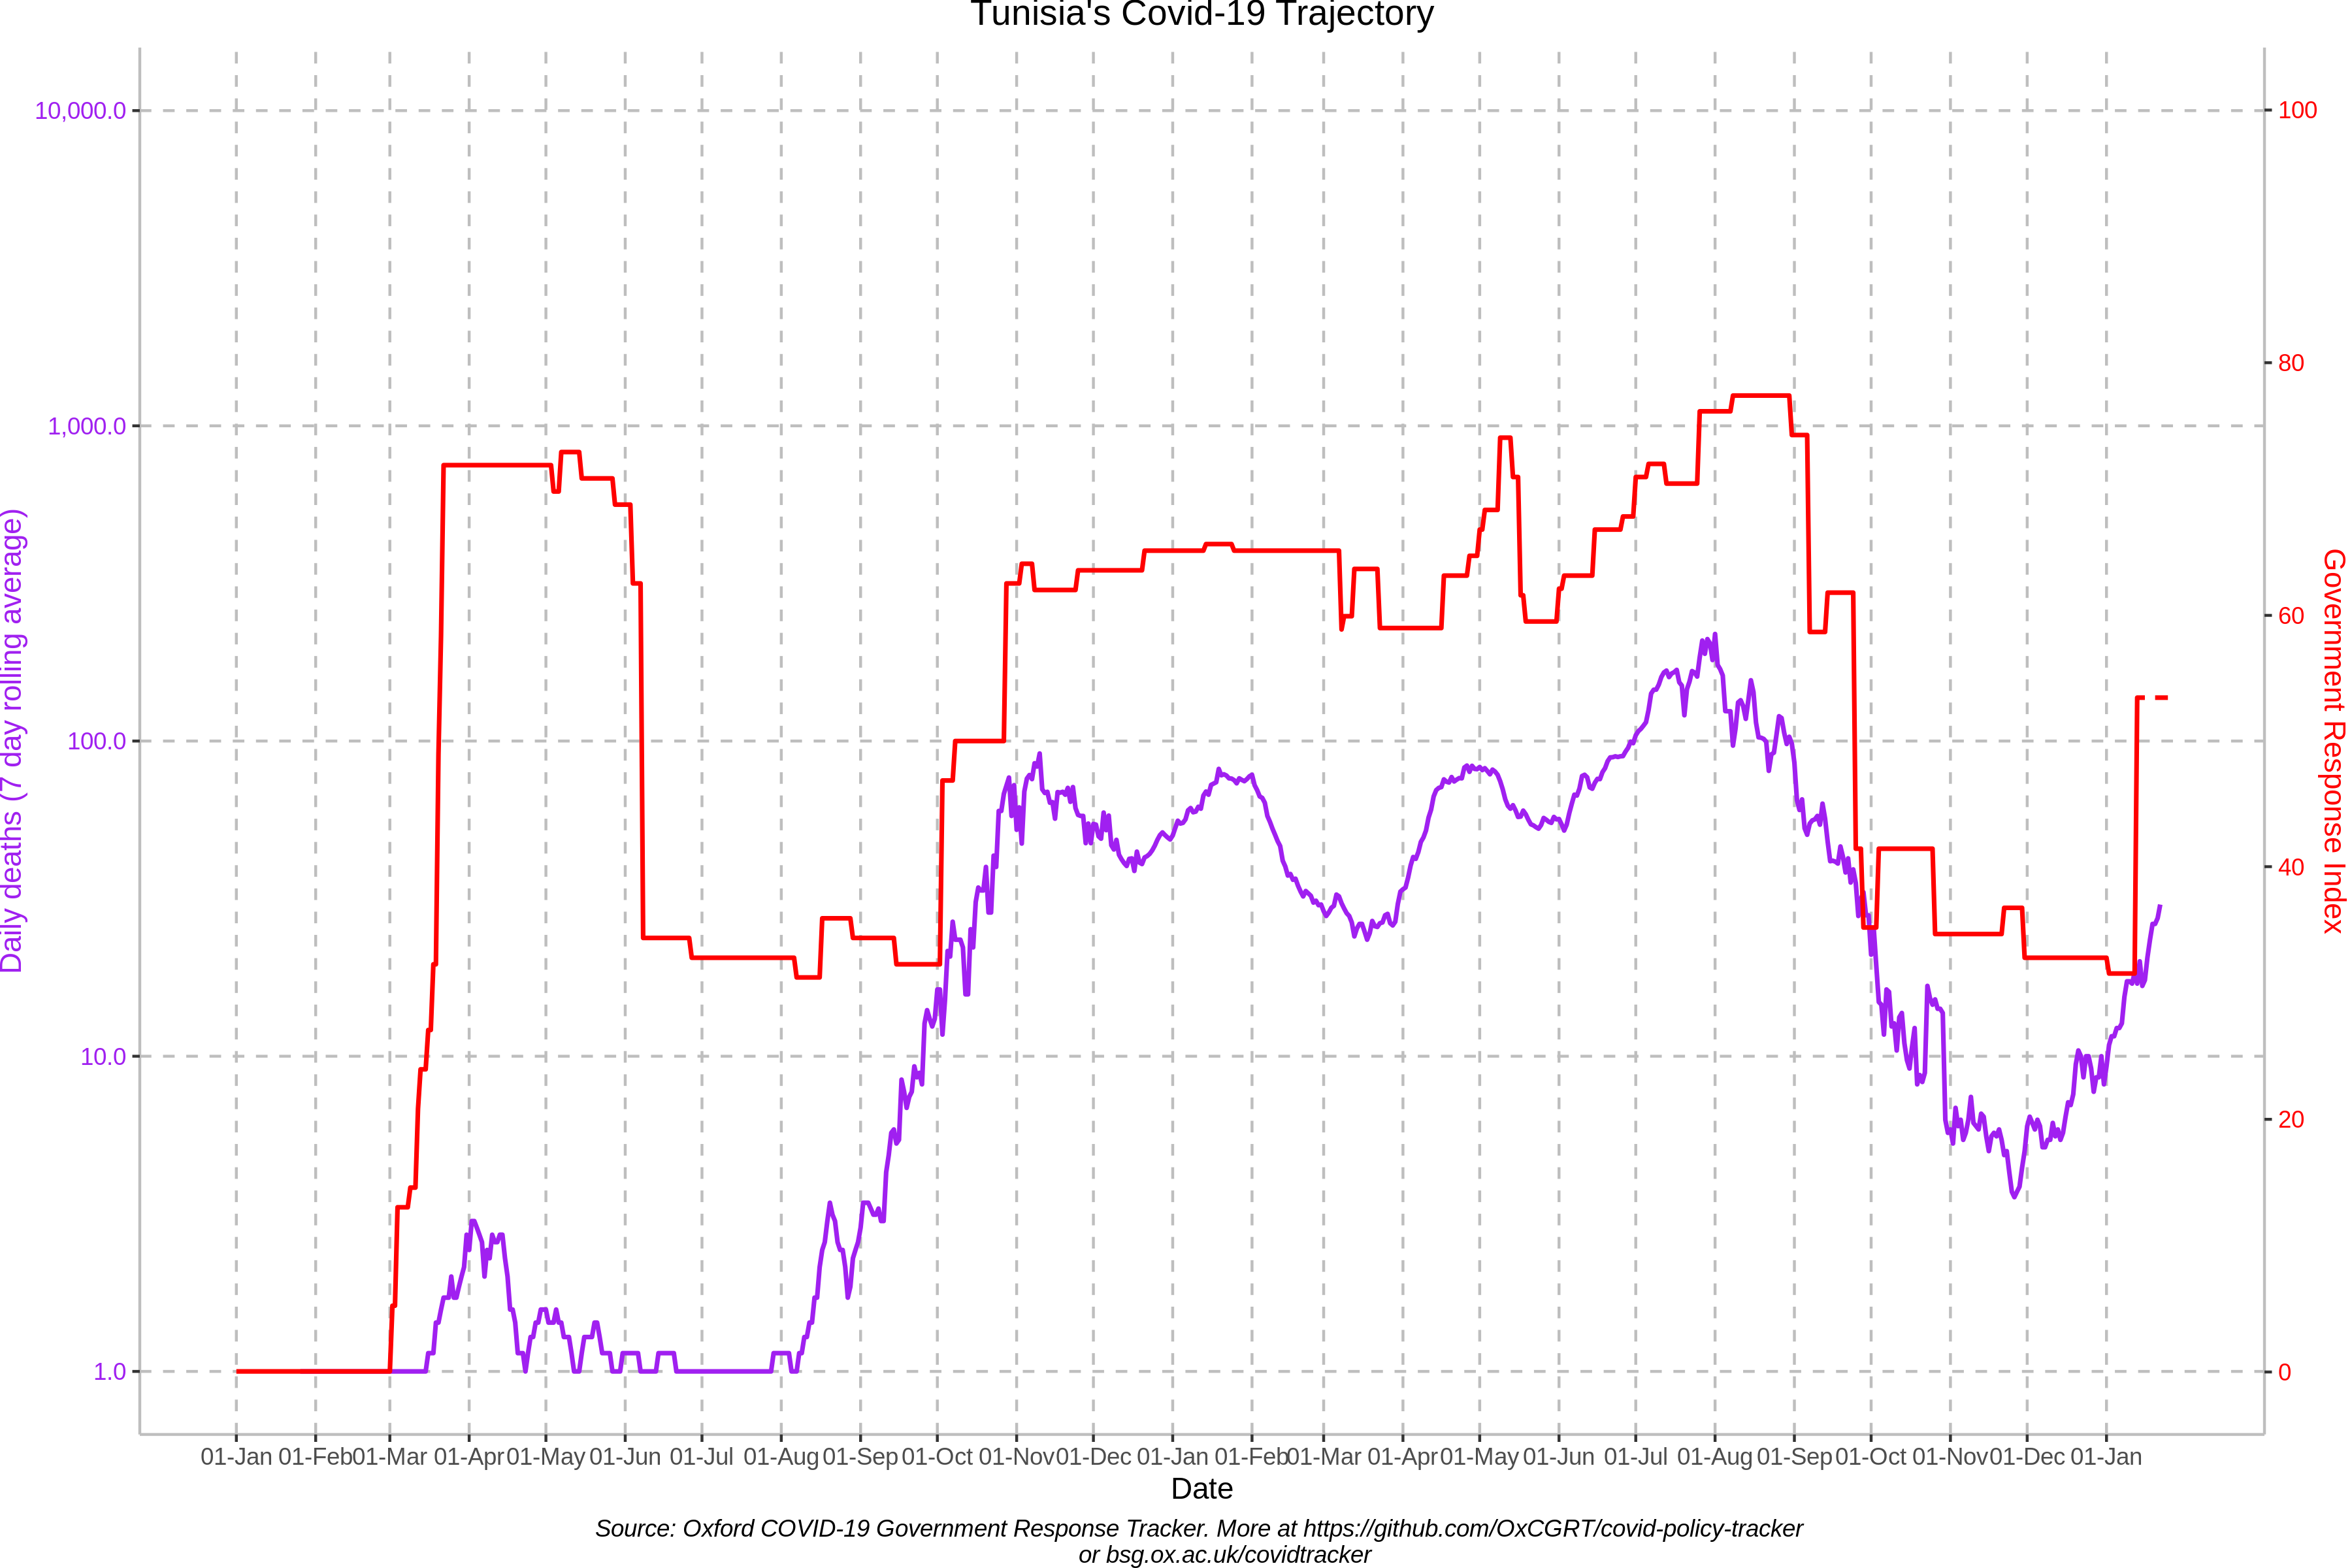 Tunisia's Covid-19 Trajectory
10,000.0
1,000.0
100.0
10.0
1.0
Daily deaths (7 day rolling average)
100
80
60
40
20
0
Government Response Index
01-Jan 01-Feb 01-Mar 01-Apr 01-May 01-Jun 01-Jul 01-Aug 01-Sep 01-Oct 01-Nov 01-Dec 01-Jan 01-Feb 01-Mar 01-Apr 01-May 01-Jun 01-Jul 01-Aug 01-Sep 01-Oct 01-Nov 01-Dec 01-Jan
Date
Source: Oxford COVID-19 Government Response Tracker. More at https://github.com/OxCGRT/covid-policy-tracker
or bsg.ox.ac.uk/covidtracker